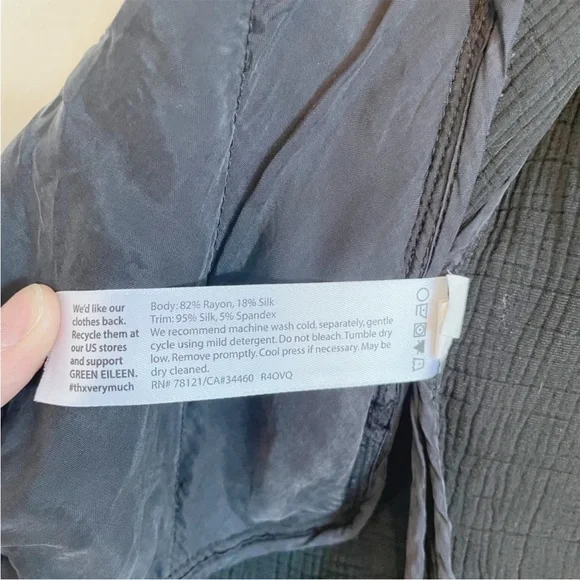 We'd like our
clothes back.
Recycle them at
our US stores
and support
GREEN EILEEN.
#thxverymuch
Body: 82% Rayon, 18% Silk
Trim: 95% Silk, 5% Spandex
We recommend machine wash cold, separately, gentle
cycle using mild detergent. Do not bleach. Tumble dry
low. Remove promptly. Cool press if necessary. May be
dry cleaned.
RN# 78121/CA#34460 R4OVQ